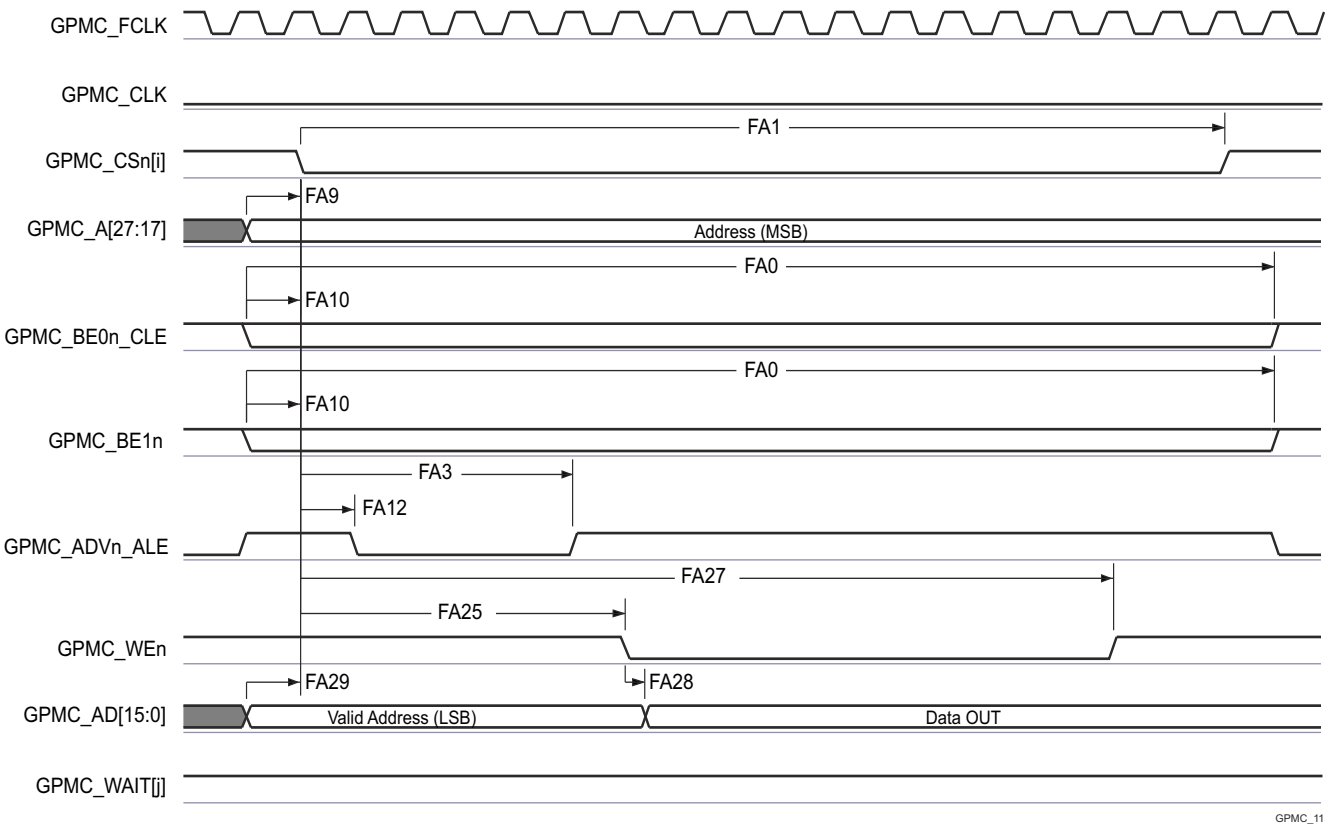 GPMC_FCLK
GPMC_CLK
FA1
GPMC_CSn[i]
FA9
GPMC_A[27:17]
Address (MSB)
FA0
FA10
GPMC_BE0n_CLE
FA0
FA10
GPMC_BE1n
FA3
FA12
GPMC_ADVn_ALE
FA27
FA25
GPMC_WEn
FA29 FA28
GPMC_AD[15:0] Valid Address (LSB) Data OUT
GPMC_WAIT[j]
GPMC_11